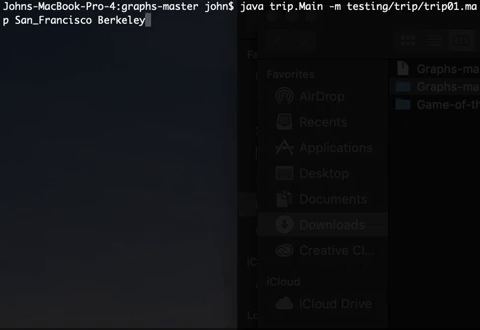 Johns-MacBook-Pro-4:graphs-master john$ java trip.Main -m testing/trip/trip01.ma
p San_Francisco Berkeley
Favorites
AirDrop
Recents
Applications
Desktop
Documents
Downloads
Creative Cl...
iCloud
iCloud Drive
Graphs-ma
Graphs-ma
Game-of-th